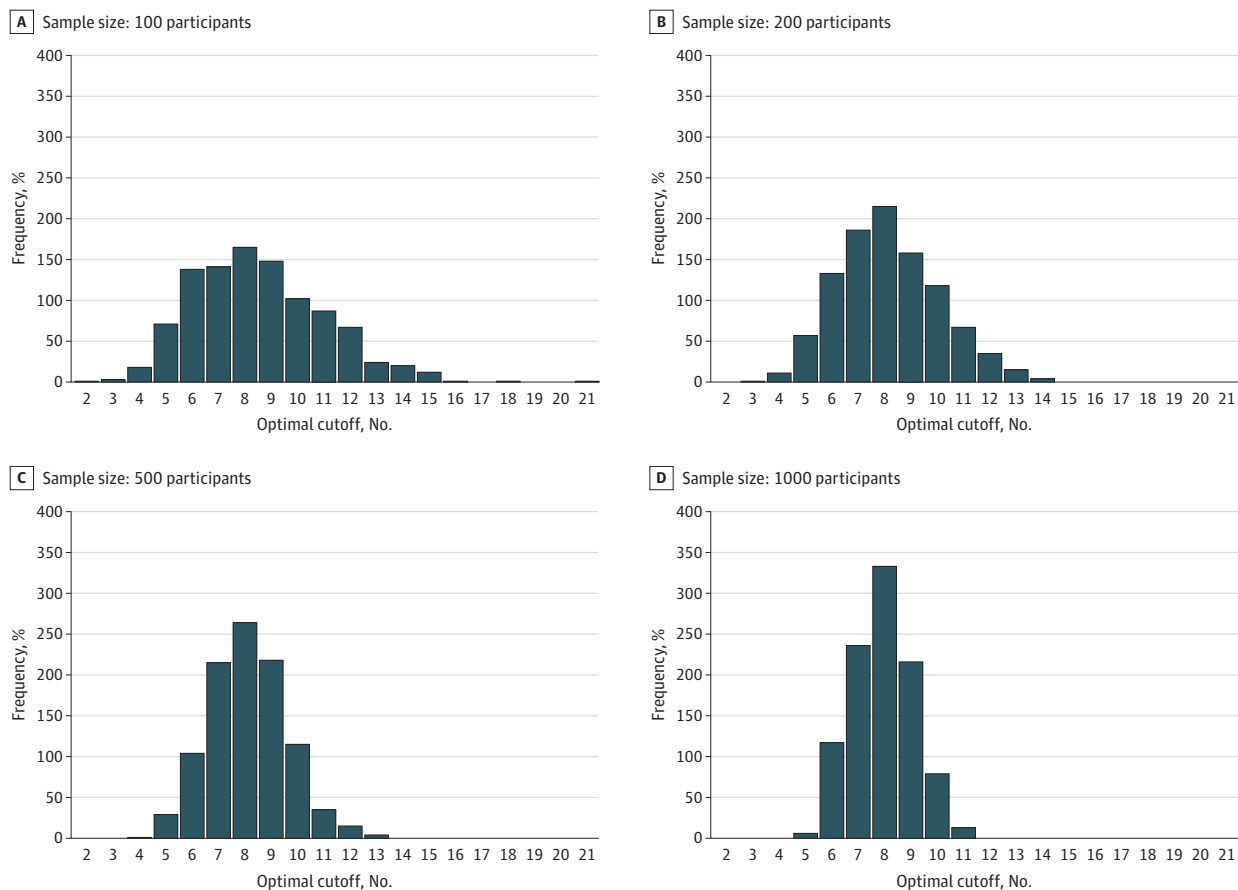 A Sample size: 100 participants
400
350
300
250
200
150
100
50
0
Frequency, %
2 3 4 5 6 7 8 9 10 11 12 13 14 15 16 17 18 19 20 21
Optimal cutoff, No.
B Sample size: 200 participants
400
350
300
250
200
150
100
50
0
Frequency, %
2 3 4 5 6 7 8 9 10 11 12 13 14 15 16 17 18 19 20 21
Optimal cutoff, No.
C Sample size: 500 participants
400
350
300
250
200
150
100
50
0
Frequency, %
2 3 4 5 6 7 8 9 10 11 12 13 14 15 16 17 18 19 20 21
Optimal cutoff, No.
D Sample size: 1000 participants
400
350
300
250
200
150
100
50
0
Frequency, %
2 3 4 5 6 7 8 9 10 11 12 13 14 15 16 17 18 19 20 21
Optimal cutoff, No.